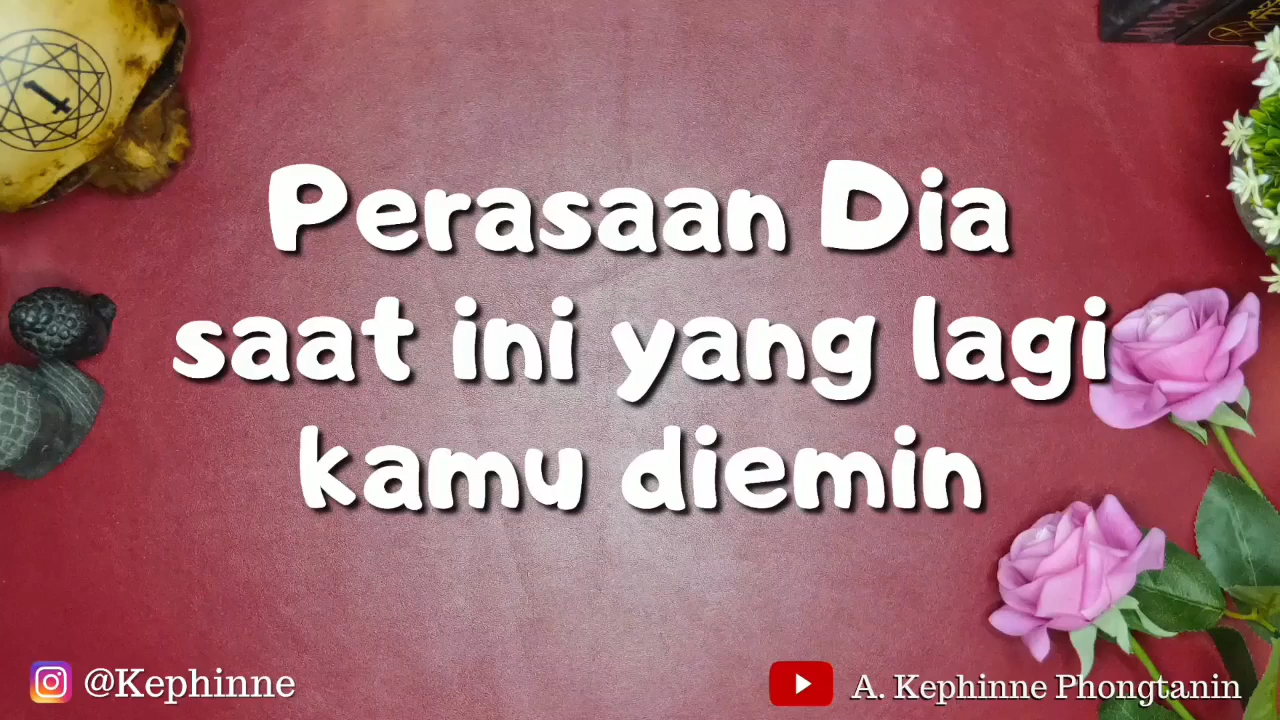 Perasaan Dia
saat ini yang lagi
kamu diemin
@Kephinne
A. Kephinne Phongtanin